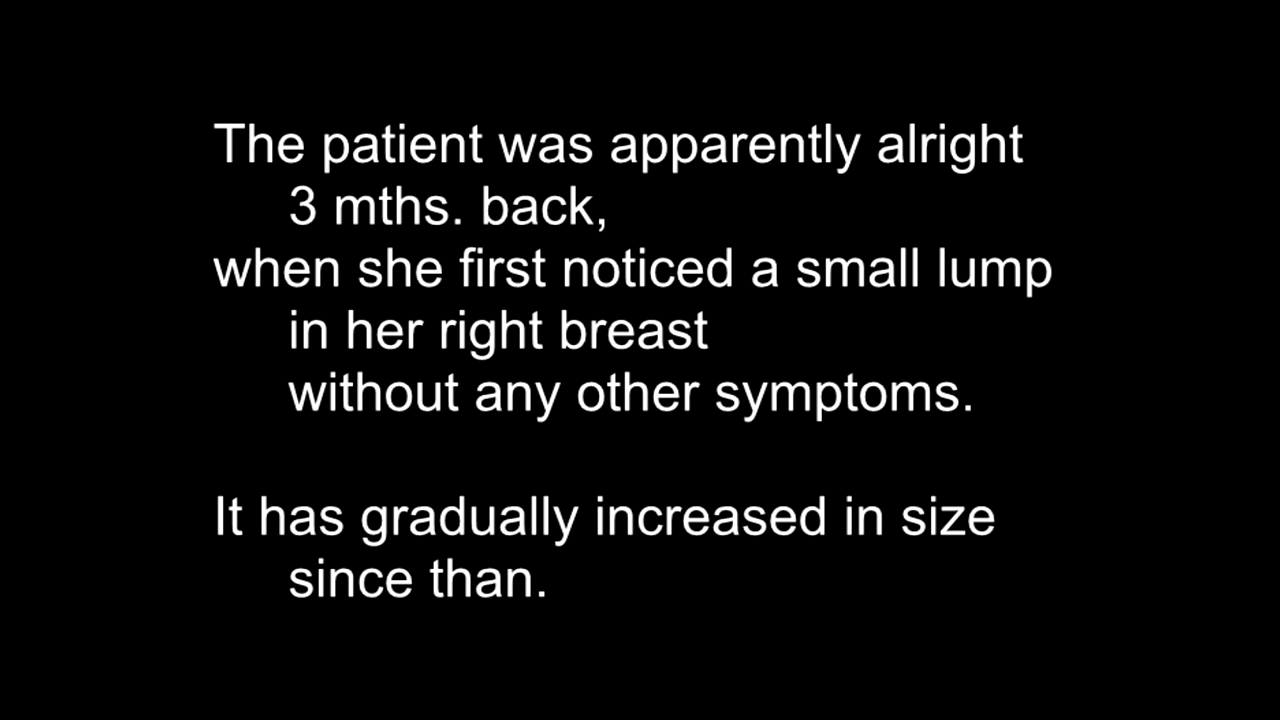 The patient was apparently alright
3 mths. back,
when she first noticed a small lump
in her right breast
without any other symptoms.
It has gradually increased in size
since than.